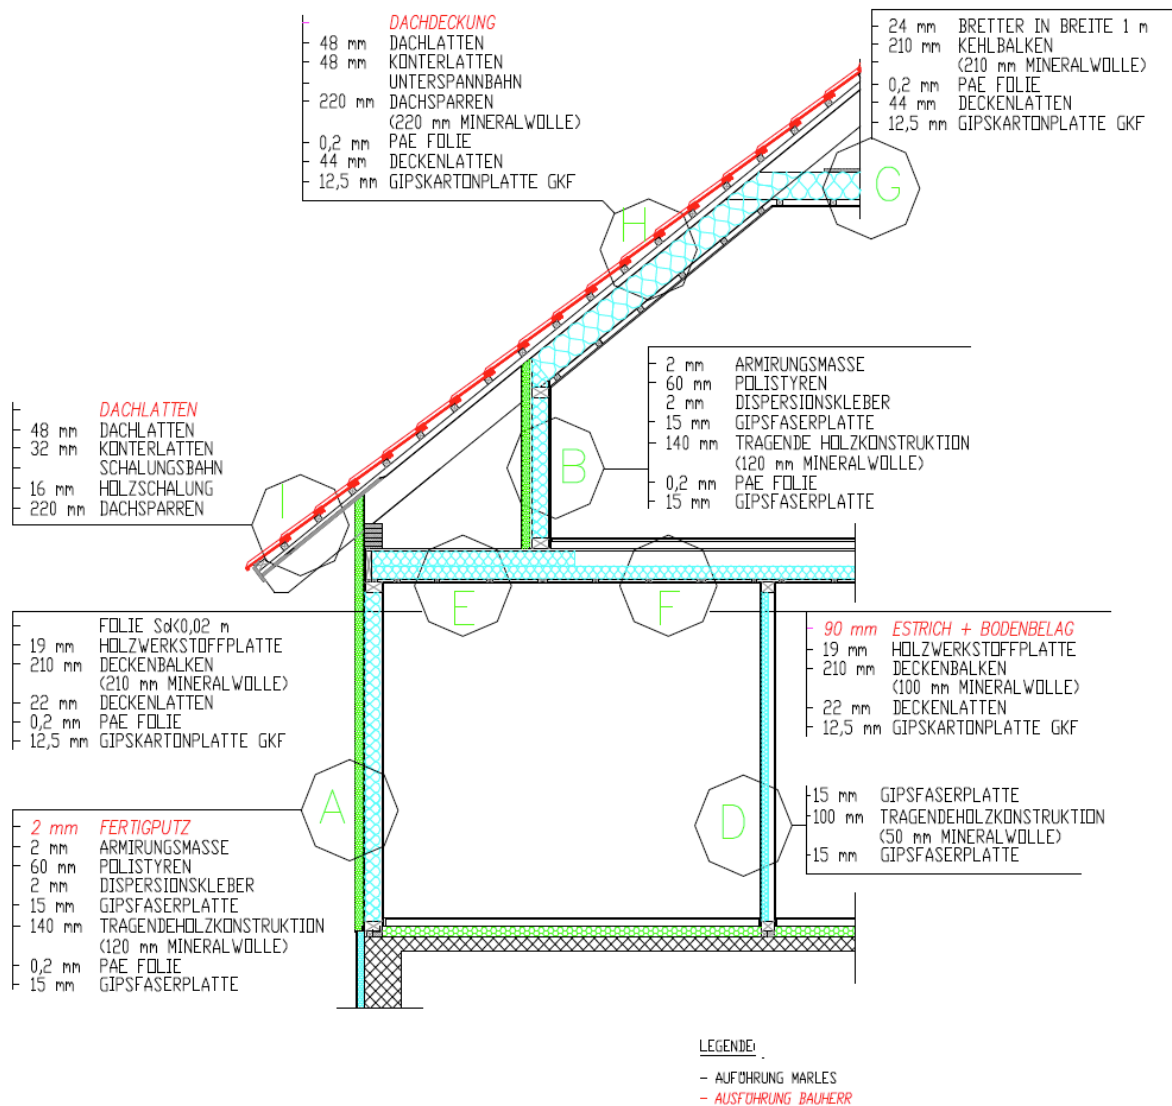 DACHDECKUNG
48 mm DACHLATTEN
48 mm KONTERLATTEN
UNTERSPANNBAHN
220 mm DACHSPARREN
(220 mm MINERALWOLLE)
0,2 mm PAE FOLIE
44 mm DECKENLATTEN
12,5 mm GIPSKARTONPLATTE GKF
24 mm BRETTER IN BREITE 1 m
210 mm KEHLBALKEN
(210 mm MINERALWOLLE)
0,2 mm PAE FOLIE
44 mm DECKENLATTEN
12,5 mm GIPSKARTONPLATTE GKF
G
H
2 mm ARMIRUNGSMASSE
60 mm POLISTYREN
2 mm DISPERSIONSKLEBER
15 mm GIPSFASERPLATTE
140 mm TRAGENDE HOLZKONSTRUKTION
(120 mm MINERALWOLLE)
0,2 mm PAE FOLIE
15 mm GIPSFASERPLATTE
B
DACHLATTEN
48 mm DACHLATTEN
32 mm KONTERLATTEN
SCHALUNGSBAHN
16 mm HOLZSCHALUNG
220 mm DACHSPARREN
I
E
F
FOLIE Sd<0,02 m
19 mm HOLZWERKSTOFFPLATTE
210 mm DECKENBALKEN
(210 mm MINERALWOLLE)
22 mm DECKENLATTEN
0,2 mm PAE FOLIE
12,5 mm GIPSKARTONPLATTE GKF
90 mm ESTRICH + BODENBELAG
19 mm HOLZWERKSTOFFPLATTE
210 mm DECKENBALKEN
(100 mm MINERALWOLLE)
22 mm DECKENLATTEN
12,5 mm GIPSKARTONPLATTE GKF
A
2 mm FERTIGPUTZ
2 mm ARMIRUNGSMASSE
60 mm POLISTYREN
2 mm DISPERSIONSKLEBER
15 mm GIPSFASERPLATTE
140 mm TRAGENDEHOLZKONSTRUKTION
(120 mm MINERALWOLLE)
0,2 mm PAE FOLIE
15 mm GIPSFASERPLATTE
D
15 mm GIPSFASERPLATTE
100 mm TRAGENDEHOLZKONSTRUKTION
(50 mm MINERALWOLLE)
15 mm GIPSFASERPLATTE
LEGENDE:
- AUFÜHRUNG MARLES
- AUSFÜHRUNG BAUHERR